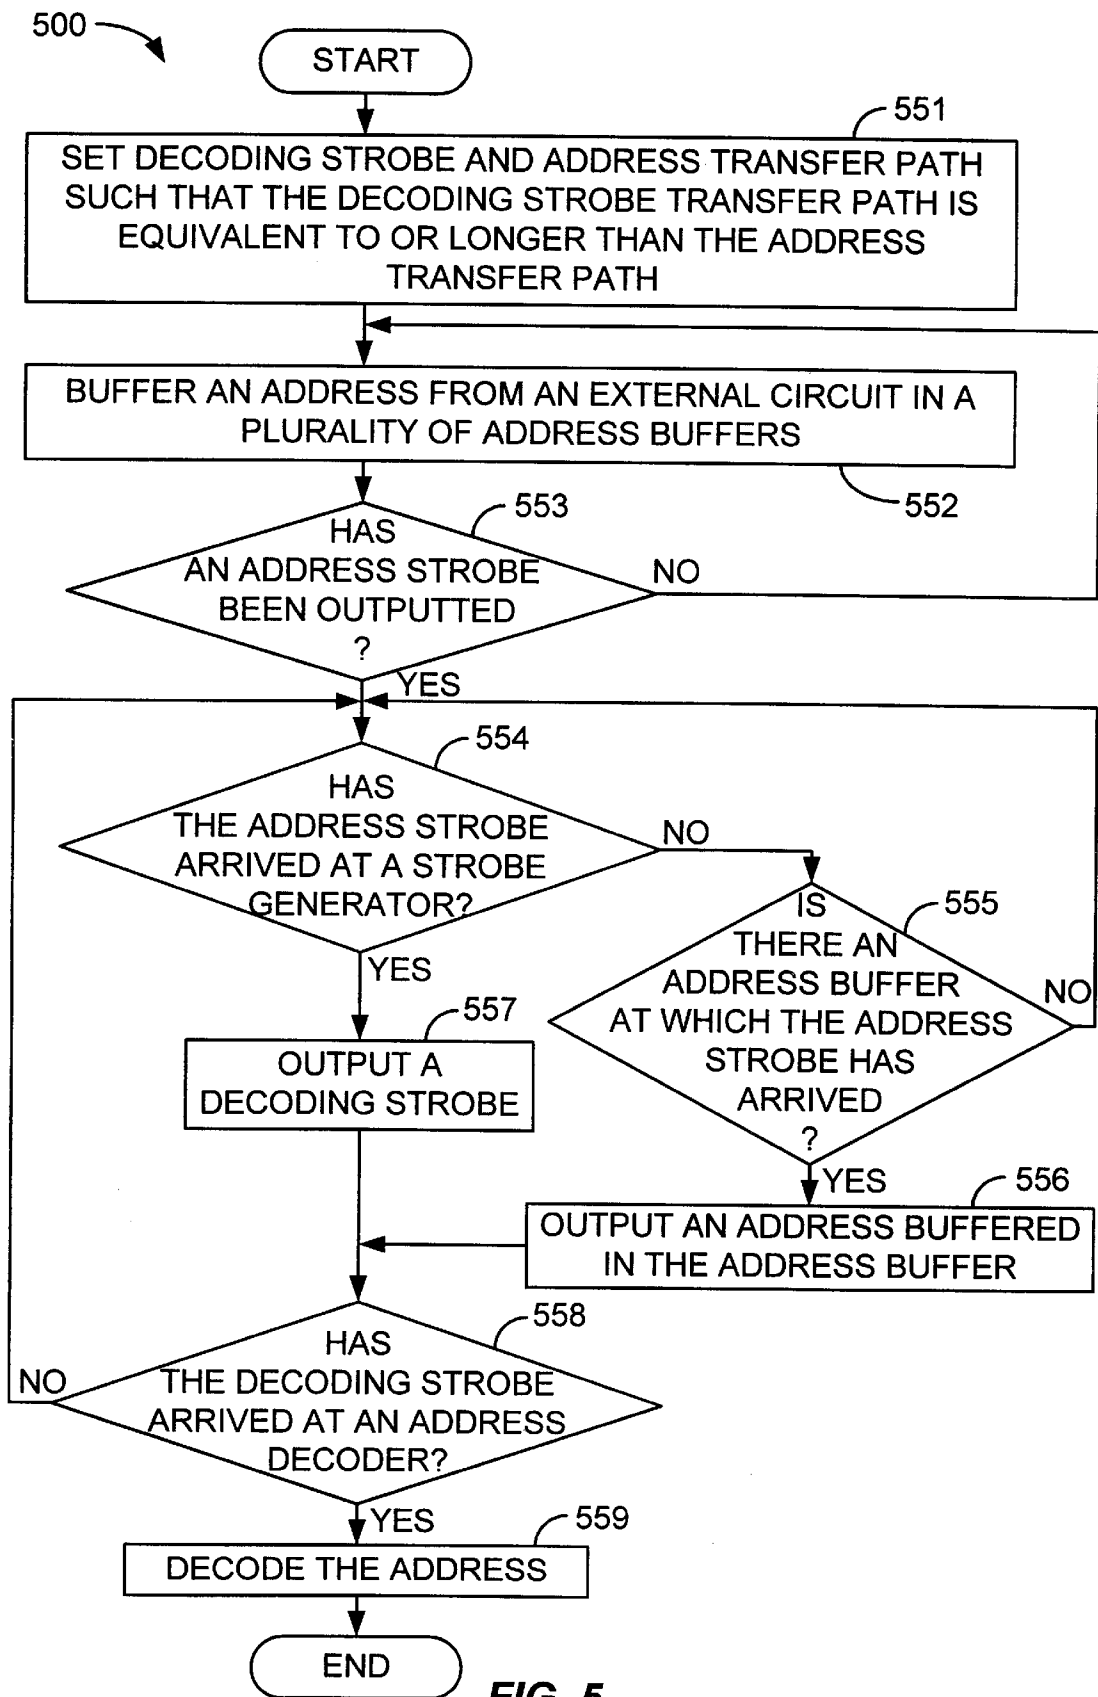 500
START
551
SET DECODING STROBE AND ADDRESS TRANSFER PATH
SUCH THAT THE DECODING STROBE TRANSFER PATH IS
EQUIVALENT TO OR LONGER THAN THE ADDRESS
TRANSFER PATH
BUFFER AN ADDRESS FROM AN EXTERNAL CIRCUIT IN A
PLURALITY OF ADDRESS BUFFERS
552
553
HAS
AN ADDRESS STROBE
BEEN OUTPUTTED
?
NO
YES
554
HAS
THE ADDRESS STROBE
ARRIVED AT A STROBE
GENERATOR?
NO
YES
555
IS
THERE AN
ADDRESS BUFFER
AT WHICH THE ADDRESS
STROBE HAS
ARRIVED
?
NO
YES
557
OUTPUT A
DECODING STROBE
556
OUTPUT AN ADDRESS BUFFERED
IN THE ADDRESS BUFFER
558
HAS
THE DECODING STROBE
ARRIVED AT AN ADDRESS
DECODER?
NO
YES
559
DECODE THE ADDRESS
END
FIG. 5